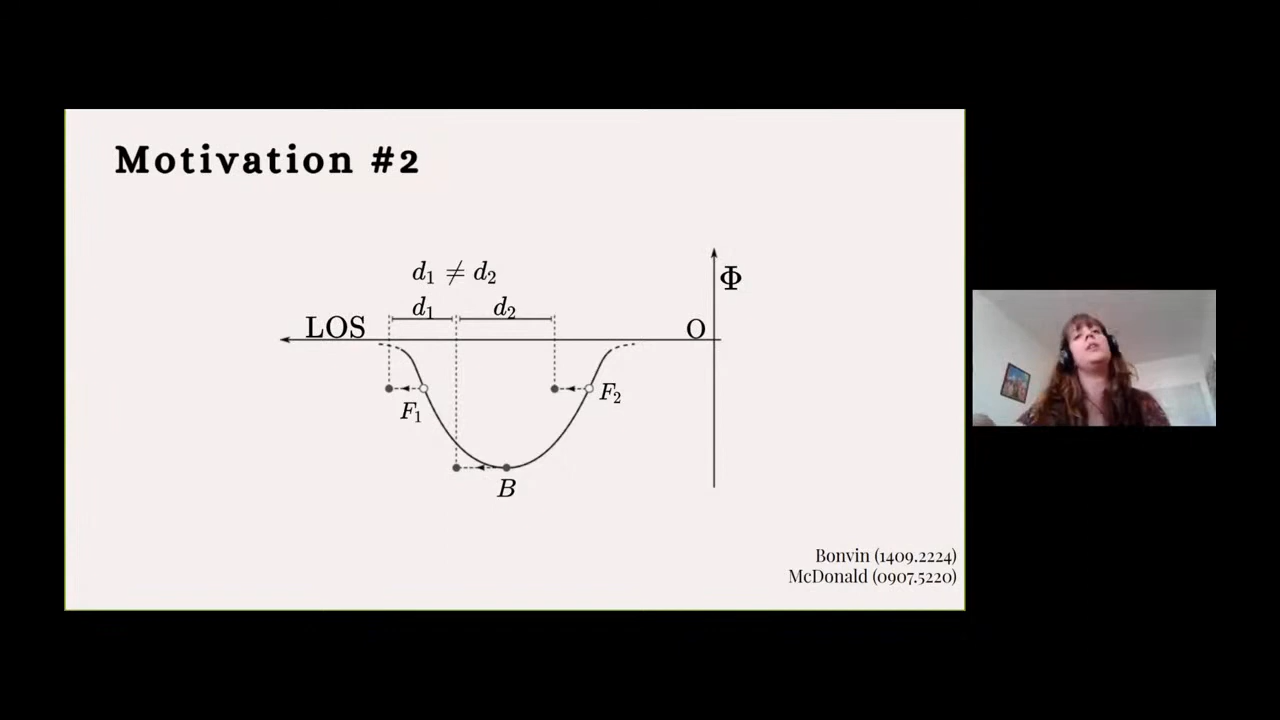 Motivation #2
d₁ ≠ d₂
d₁ d₂
LOS O Φ
F₁ F₂
B
Bonvin (1409.2224)
McDonald (0907.5220)